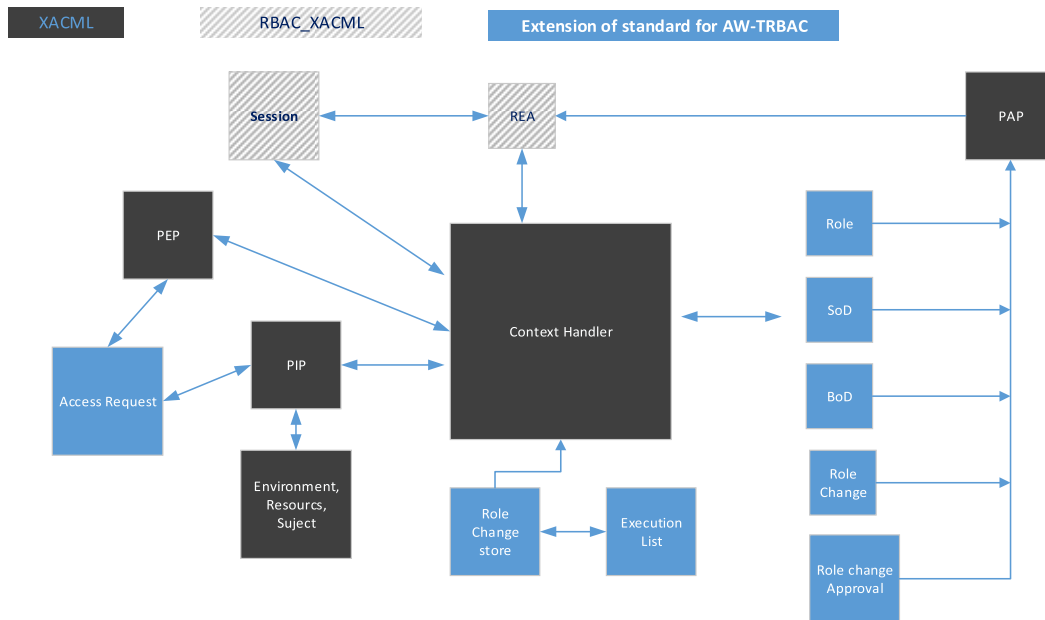 XACML
RBAC_XACML
Extension of standard for AW-TRBAC
Session
REA
PAP
PEP
Role
Context Handler
SoD
PIP
Access Request
BoD
Environment,
Resourcs,
Suject
Role
Change
Role
Change
store
Execution
List
Role change
Approval